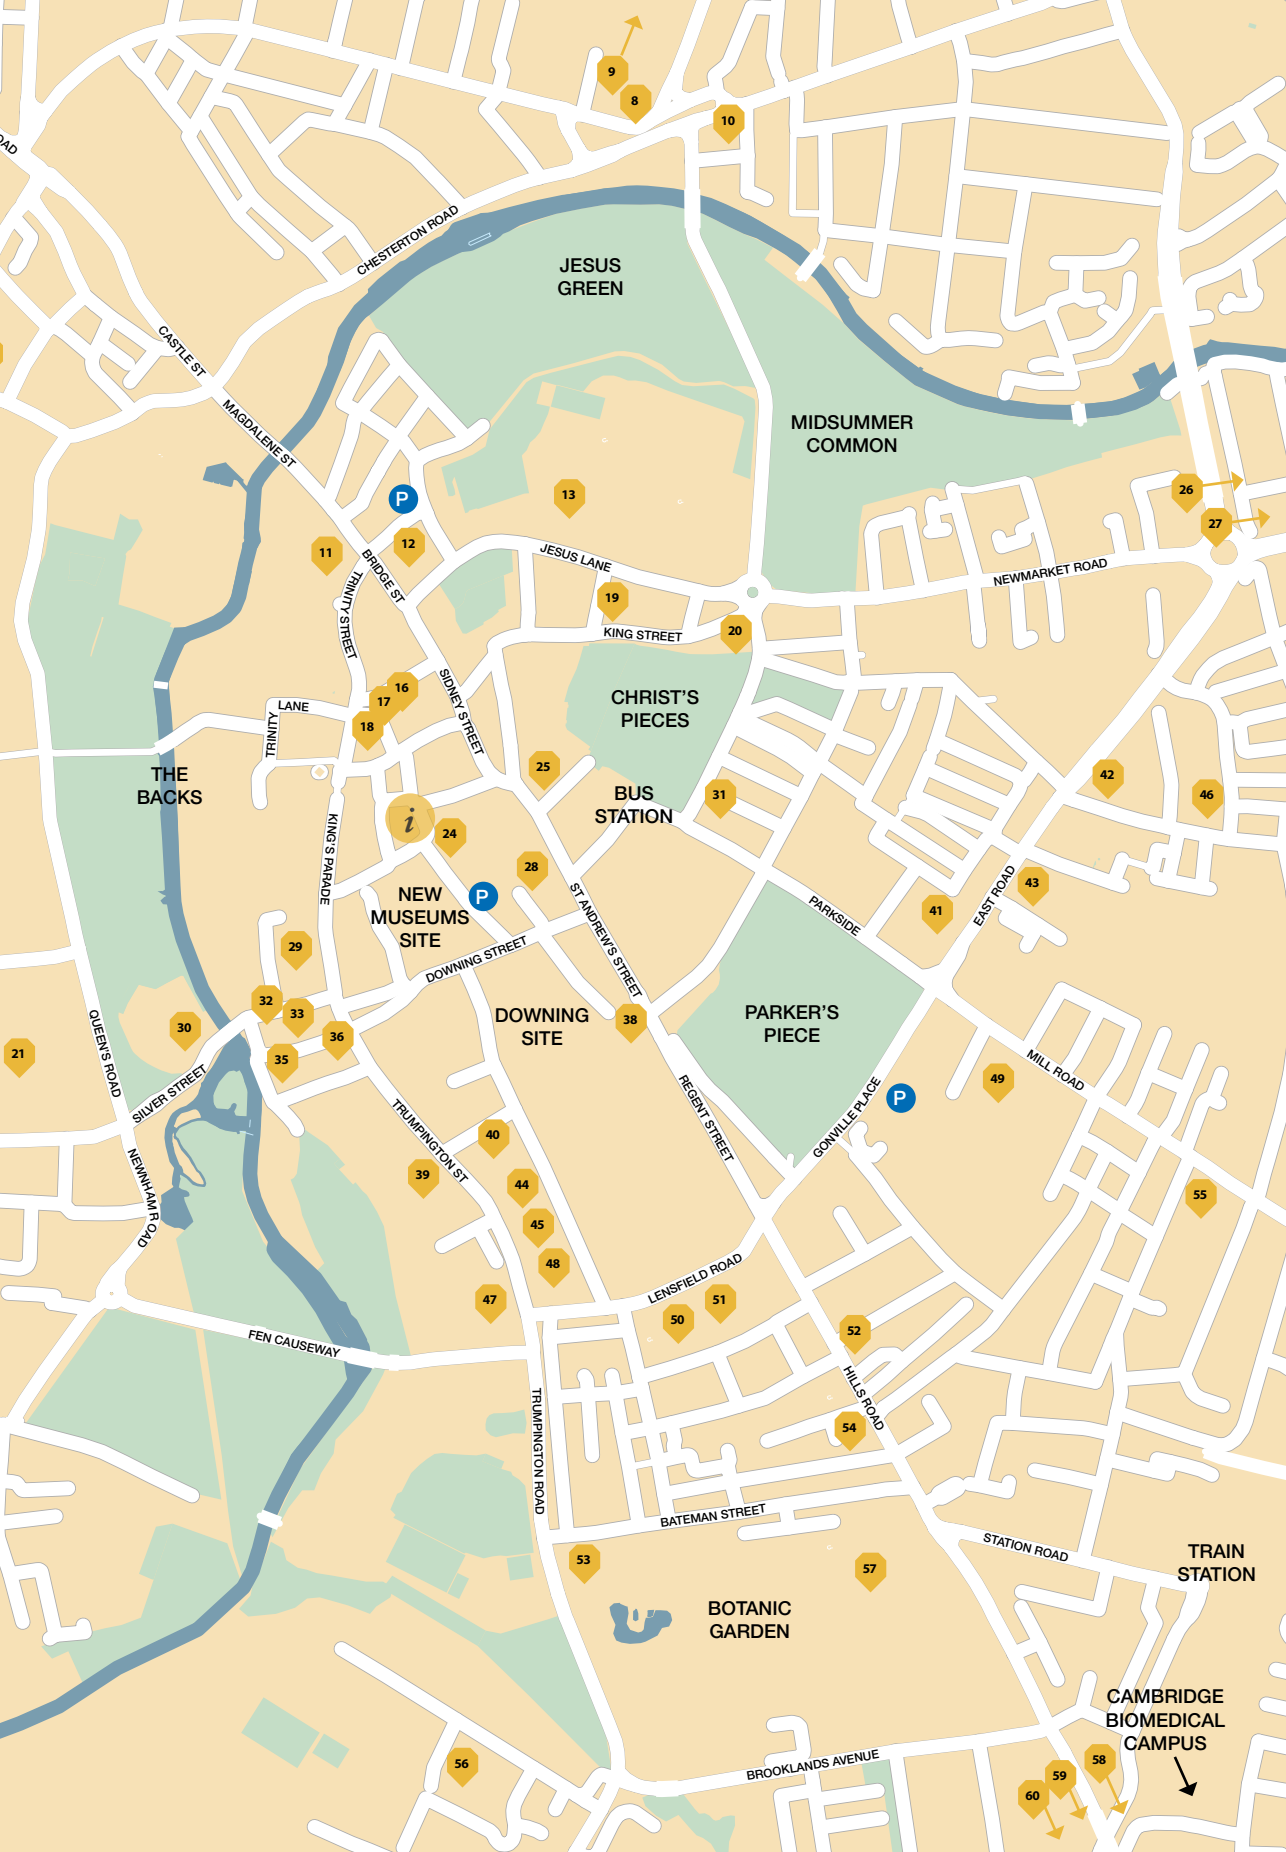 9
8
10
OAD
CHESTERTON ROAD
JESUS
GREEN
CASTLE ST
MAGDALENE ST
MIDSUMMER
COMMON
P
13
26
27
11
12
BRIDGE ST
JESUS LANE
NEWMARKET ROAD
TRINITY STREET
19
KING STREET
20
16
17
18
SIDNEY STREET
CHRIST'S
PIECES
TRINITY
LANE
THE
BACKS
25
BUS
STATION
31
42
46
i
24
KING'S PARADE
28
ST ANDREW'S STREET
NEW
MUSEUMS
SITE
P
PARKSIDE
41
EAST ROAD
43
29
DOWNING STREET
32
33
30
36
35
21
QUEEN'S ROAD
SILVER STREET
DOWNING
SITE
38
PARKER'S
PIECE
MILL ROAD
49
P
GONVILLE PLACE
REGENT STREET
TRUMPINGTON ST
40
39
44
45
48
47
NEWNHAM ROAD
55
LENSFIELD ROAD
51
50
52
FEN CAUSEWAY
HILLS ROAD
54
TRUMPINGTON ROAD
BATEMAN STREET
STATION ROAD
TRAIN
STATION
53
57
BOTANIC
GARDEN
CAMBRIDGE
BIOMEDICAL
CAMPUS
56
BROOKLANDS AVENUE
58
59
60